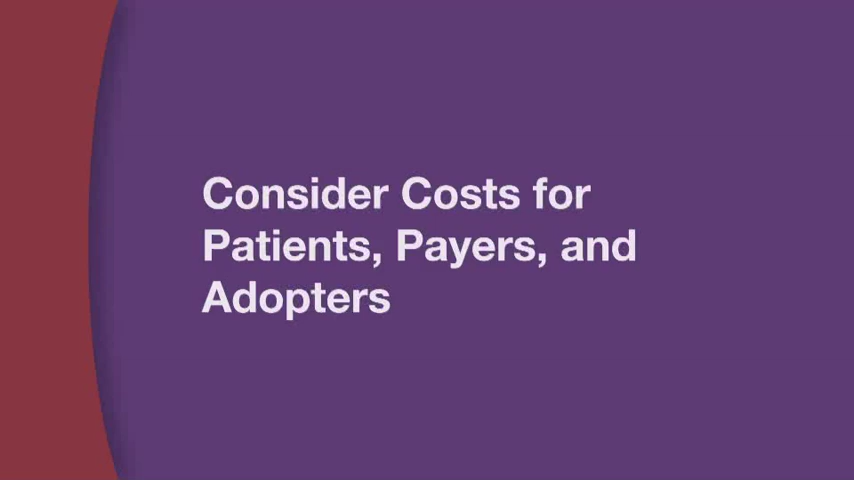 Consider Costs for
Patients, Payers, and
Adopters